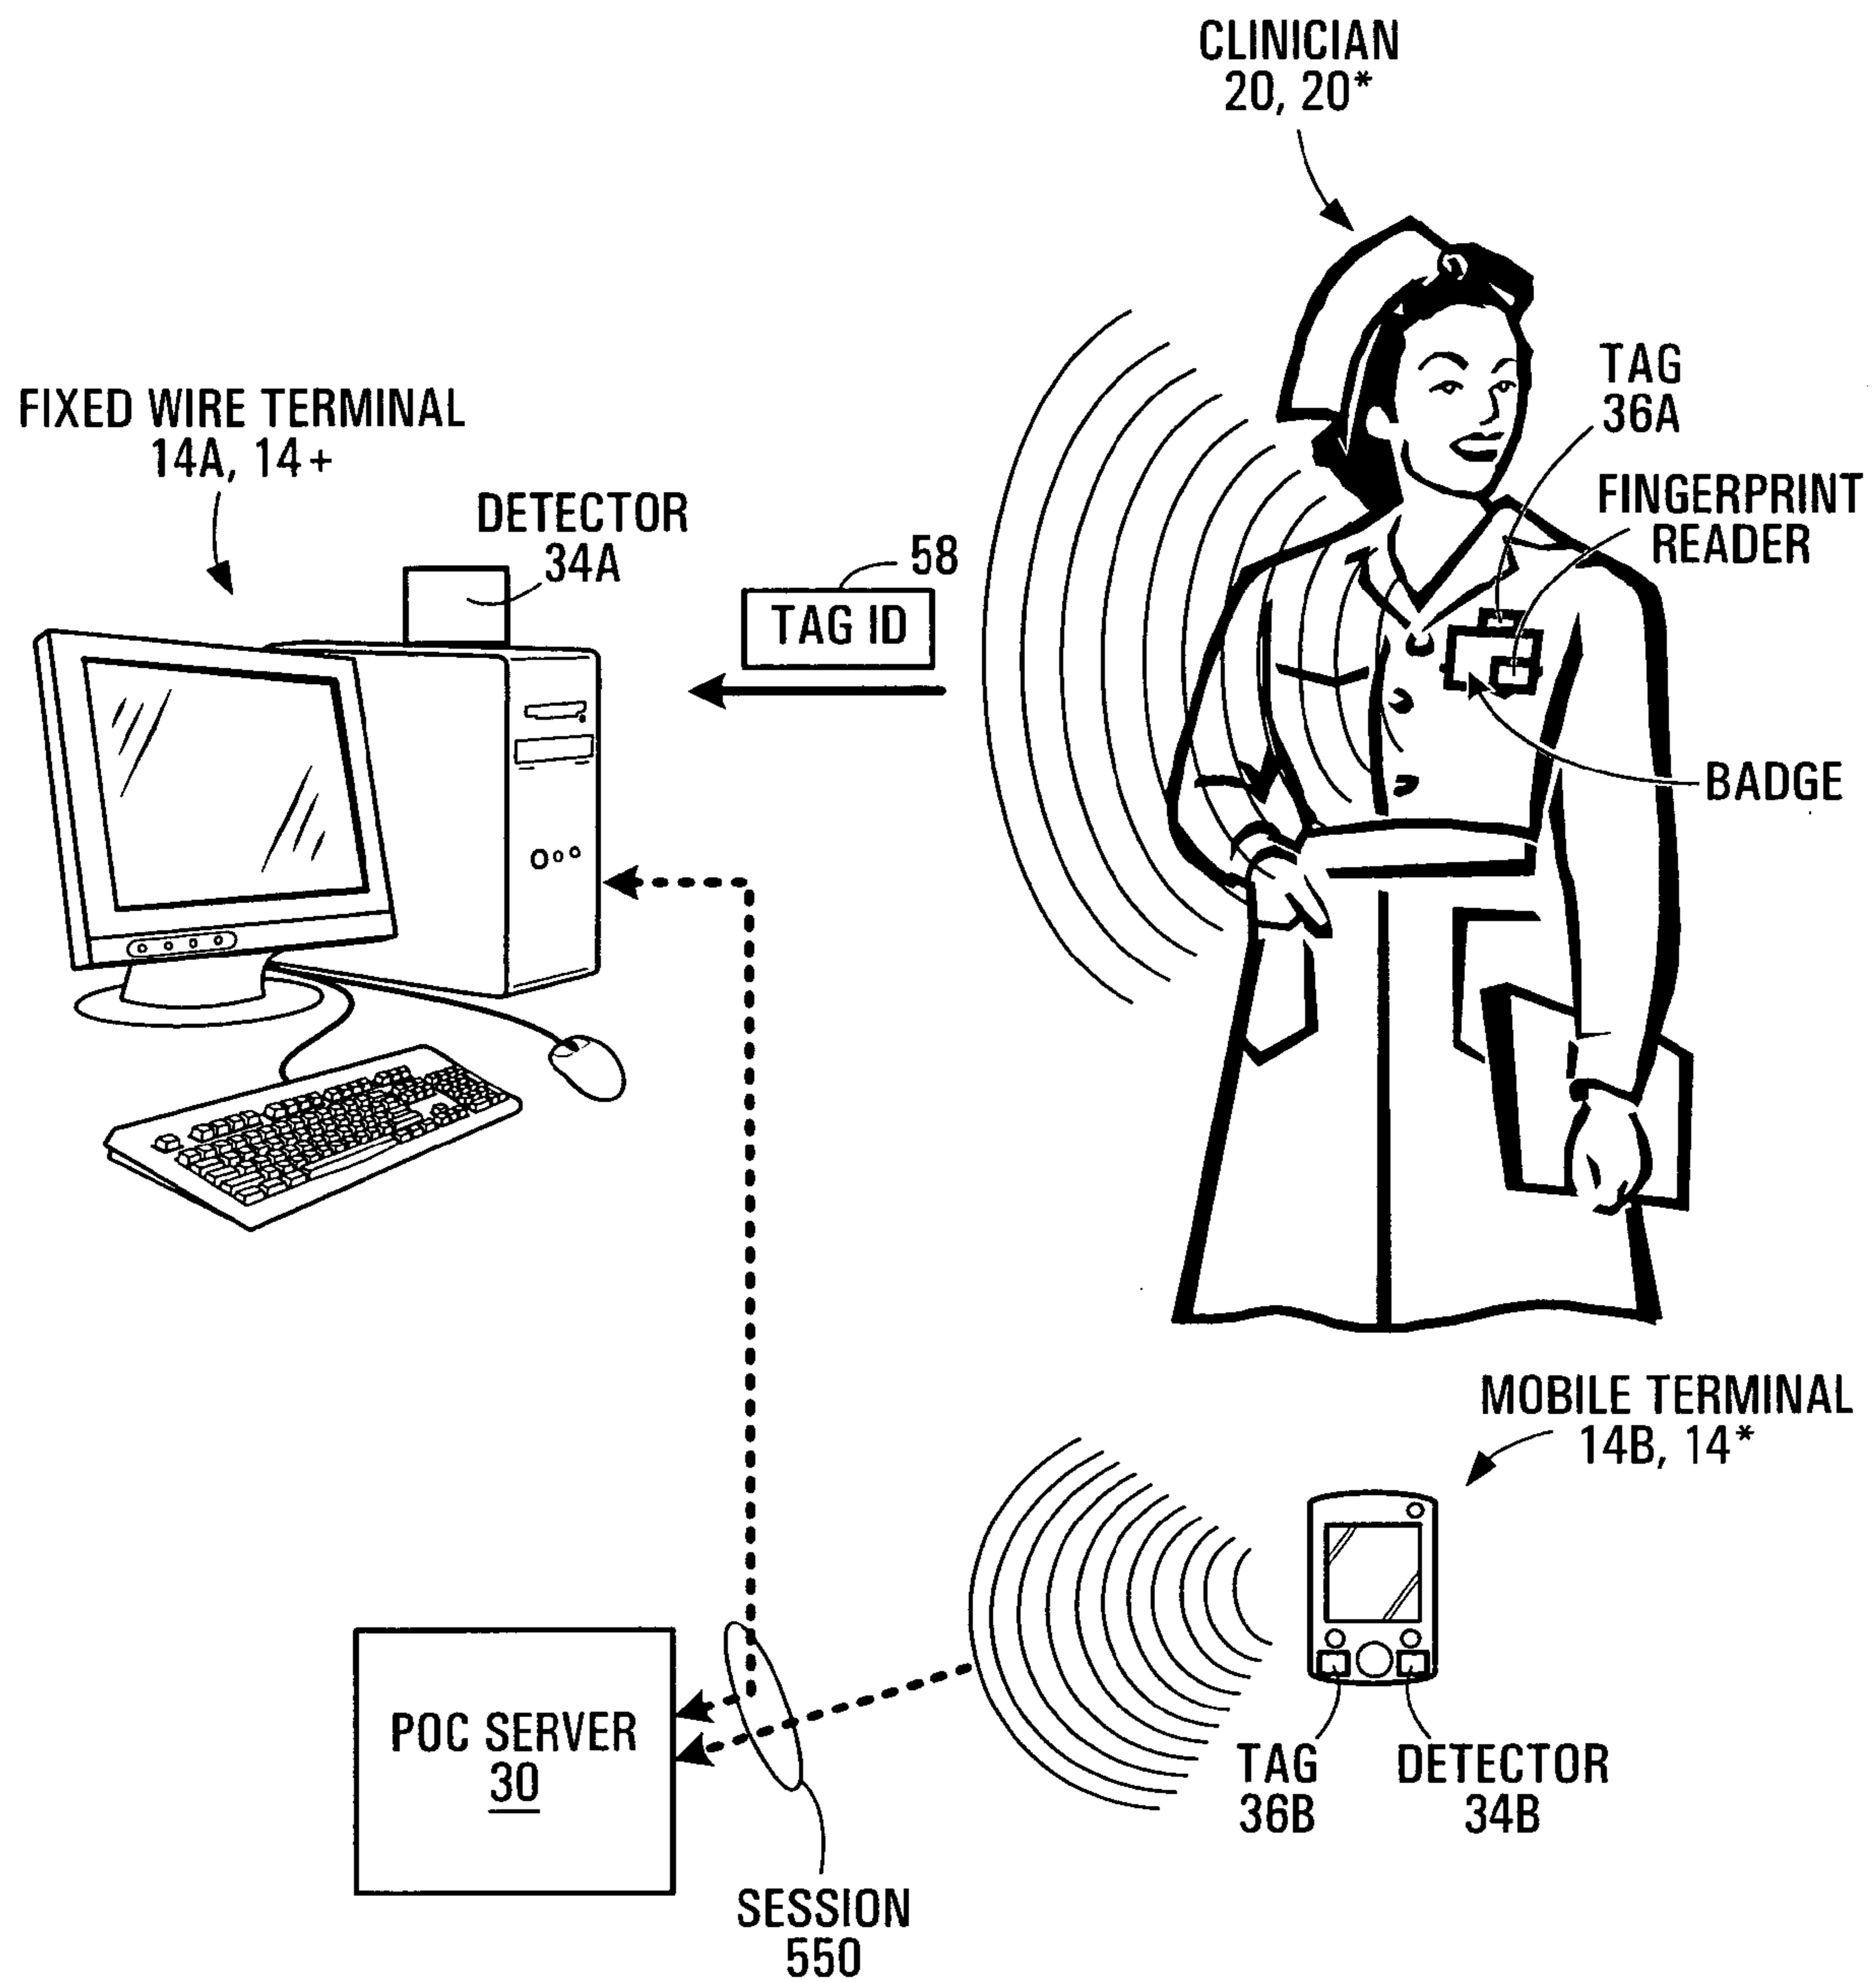 CLINICIAN
20, 20*
TAG
36A
FIXED WIRE TERMINAL
14A, 14+
FINGERPRINT
READER
DETECTOR
34A
58
TAG ID
BADGE
MOBILE TERMINAL
14B, 14*
POC SERVER
30
TAG
36B
DETECTOR
34B
SESSION
550